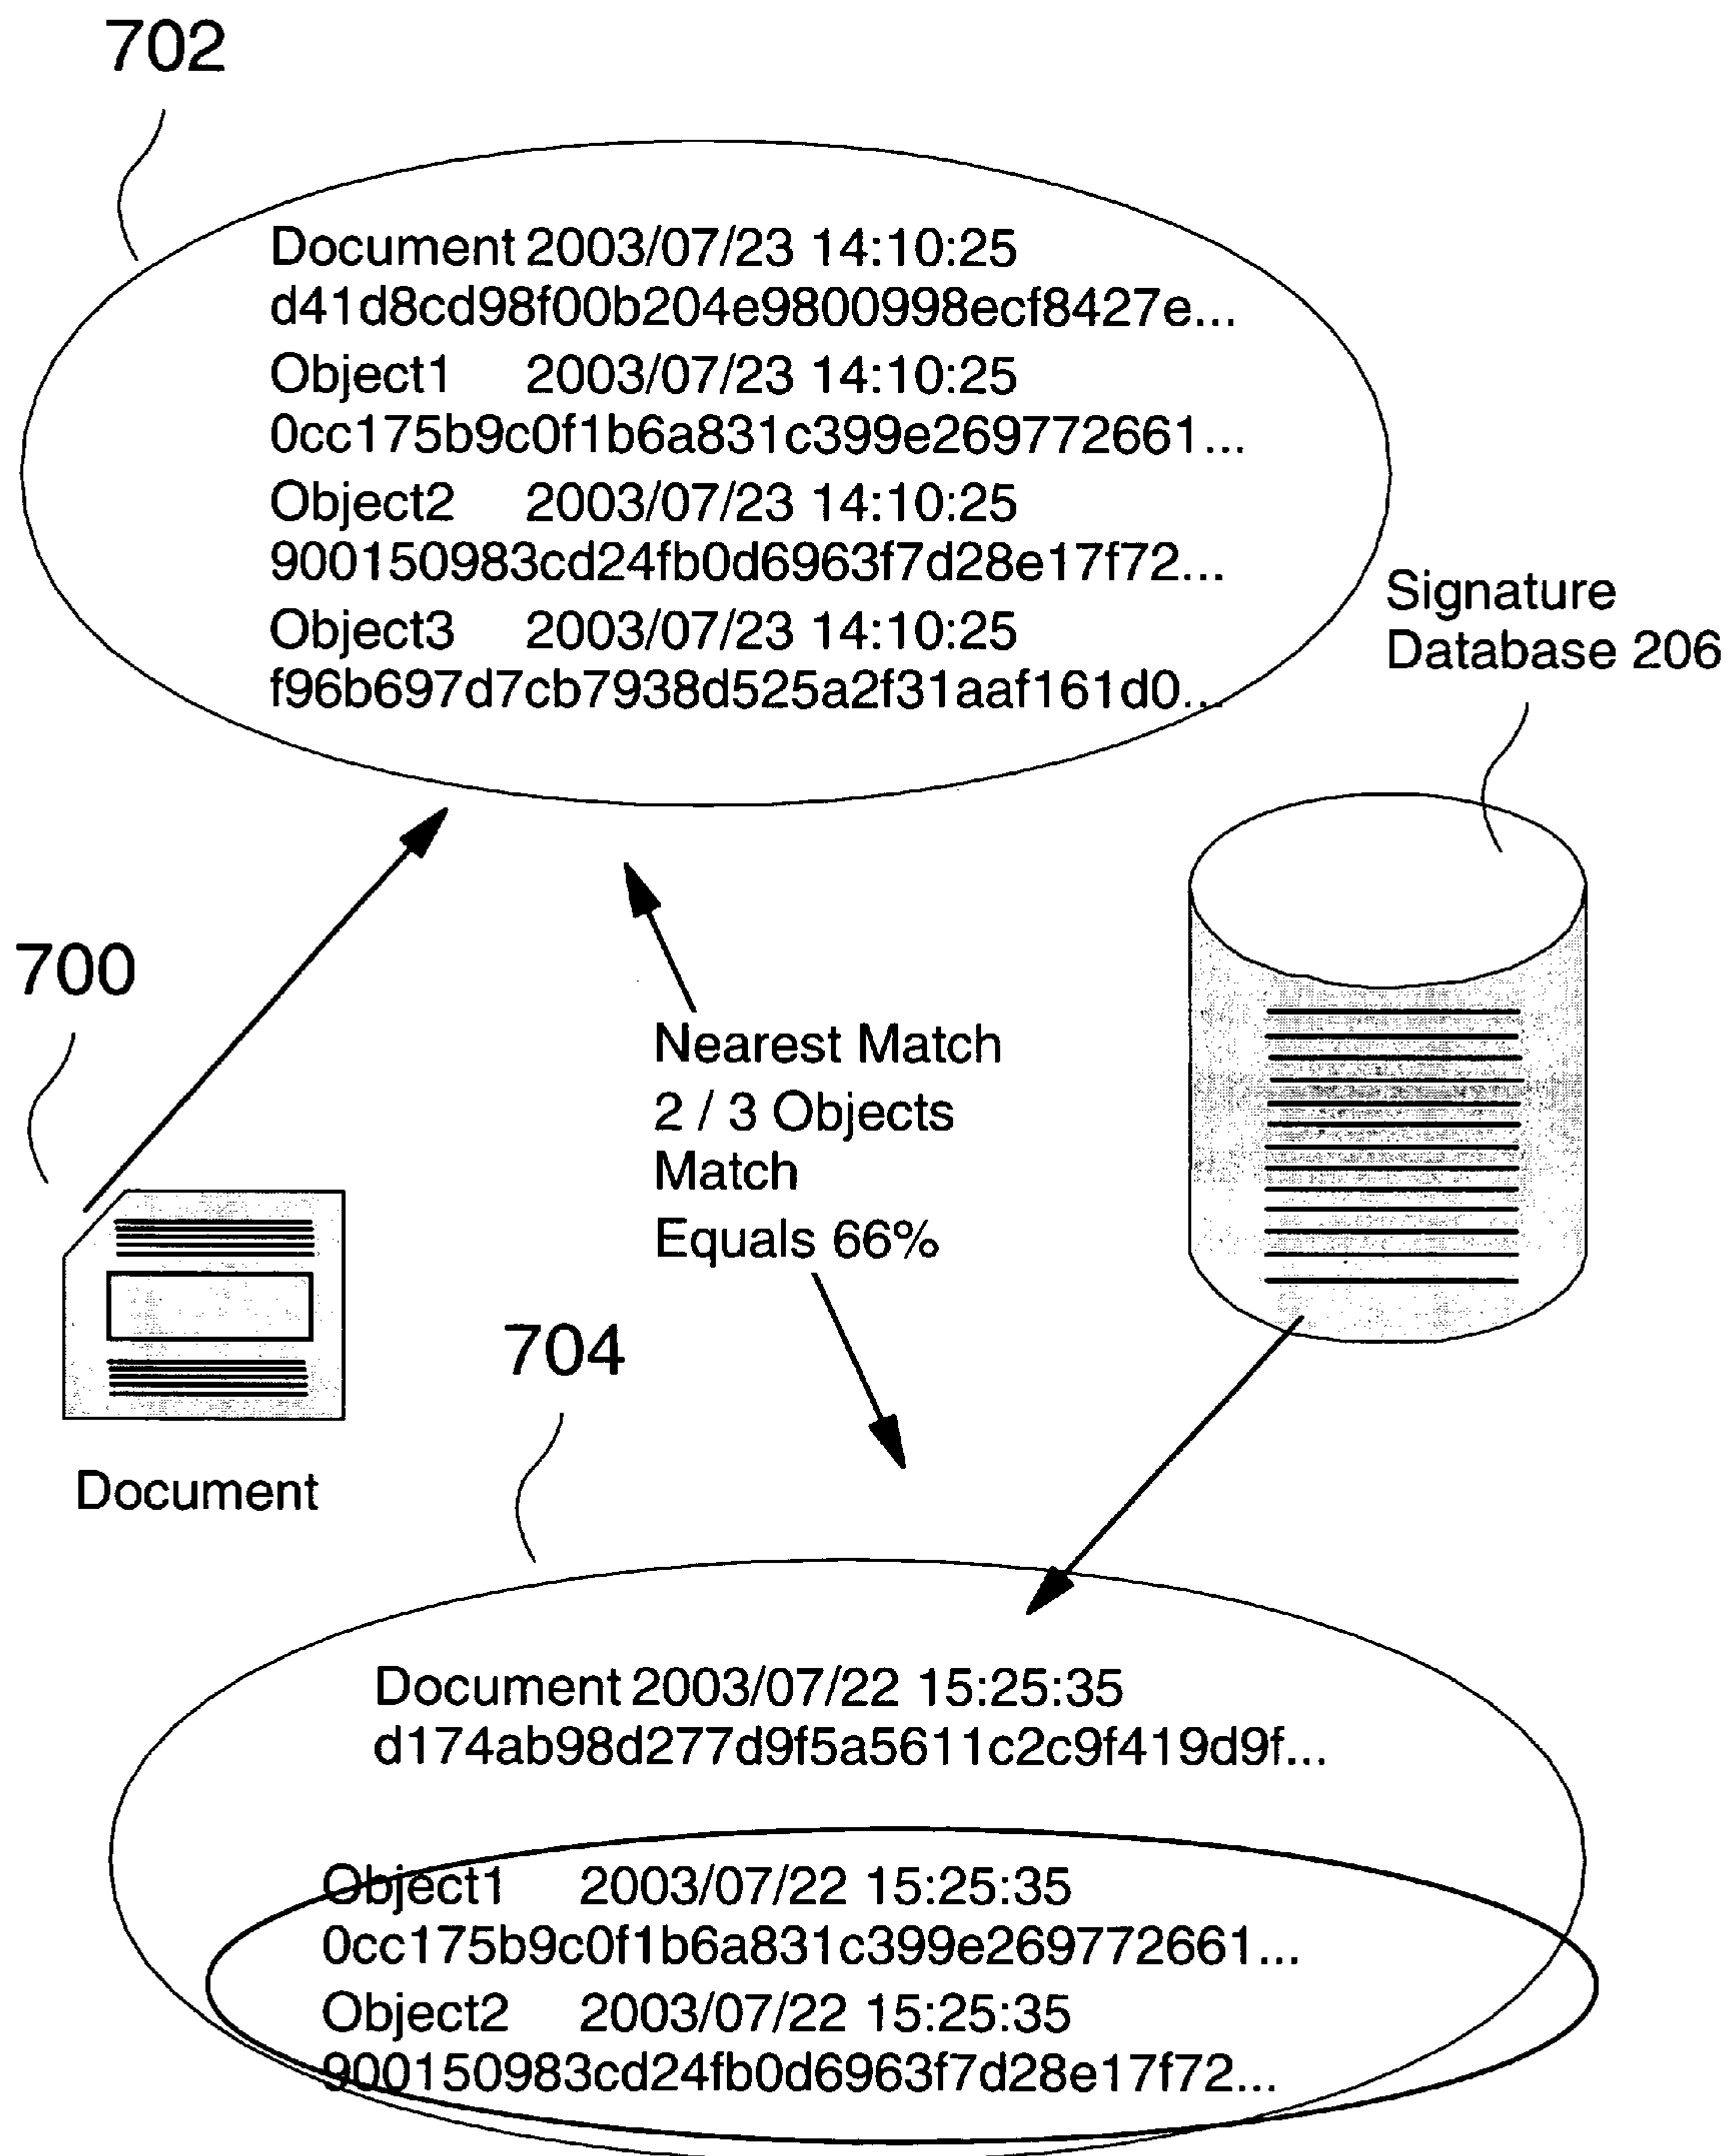 702
Document 2003/07/23 14:10:25
d41d8cd98f00b204e9800998ecf8427e...
Object1 2003/07/23 14:10:25
0cc175b9c0f1b6a831c399e269772661...
Object2 2003/07/23 14:10:25
900150983cd24fb0d6963f7d28e17f72...
Object3 2003/07/23 14:10:25
f96b697d7cb7938d525a2f31aaf161d0...
Signature
Database 206
700
Nearest Match
2 / 3 Objects
Match
Equals 66%
Document
704
Document 2003/07/22 15:25:35
d174ab98d277d9f5a5611c2c9f419d9f...
Object1 2003/07/22 15:25:35
0cc175b9c0f1b6a831c399e269772661...
Object2 2003/07/22 15:25:35
900150983cd24fb0d6963f7d28e17f72...